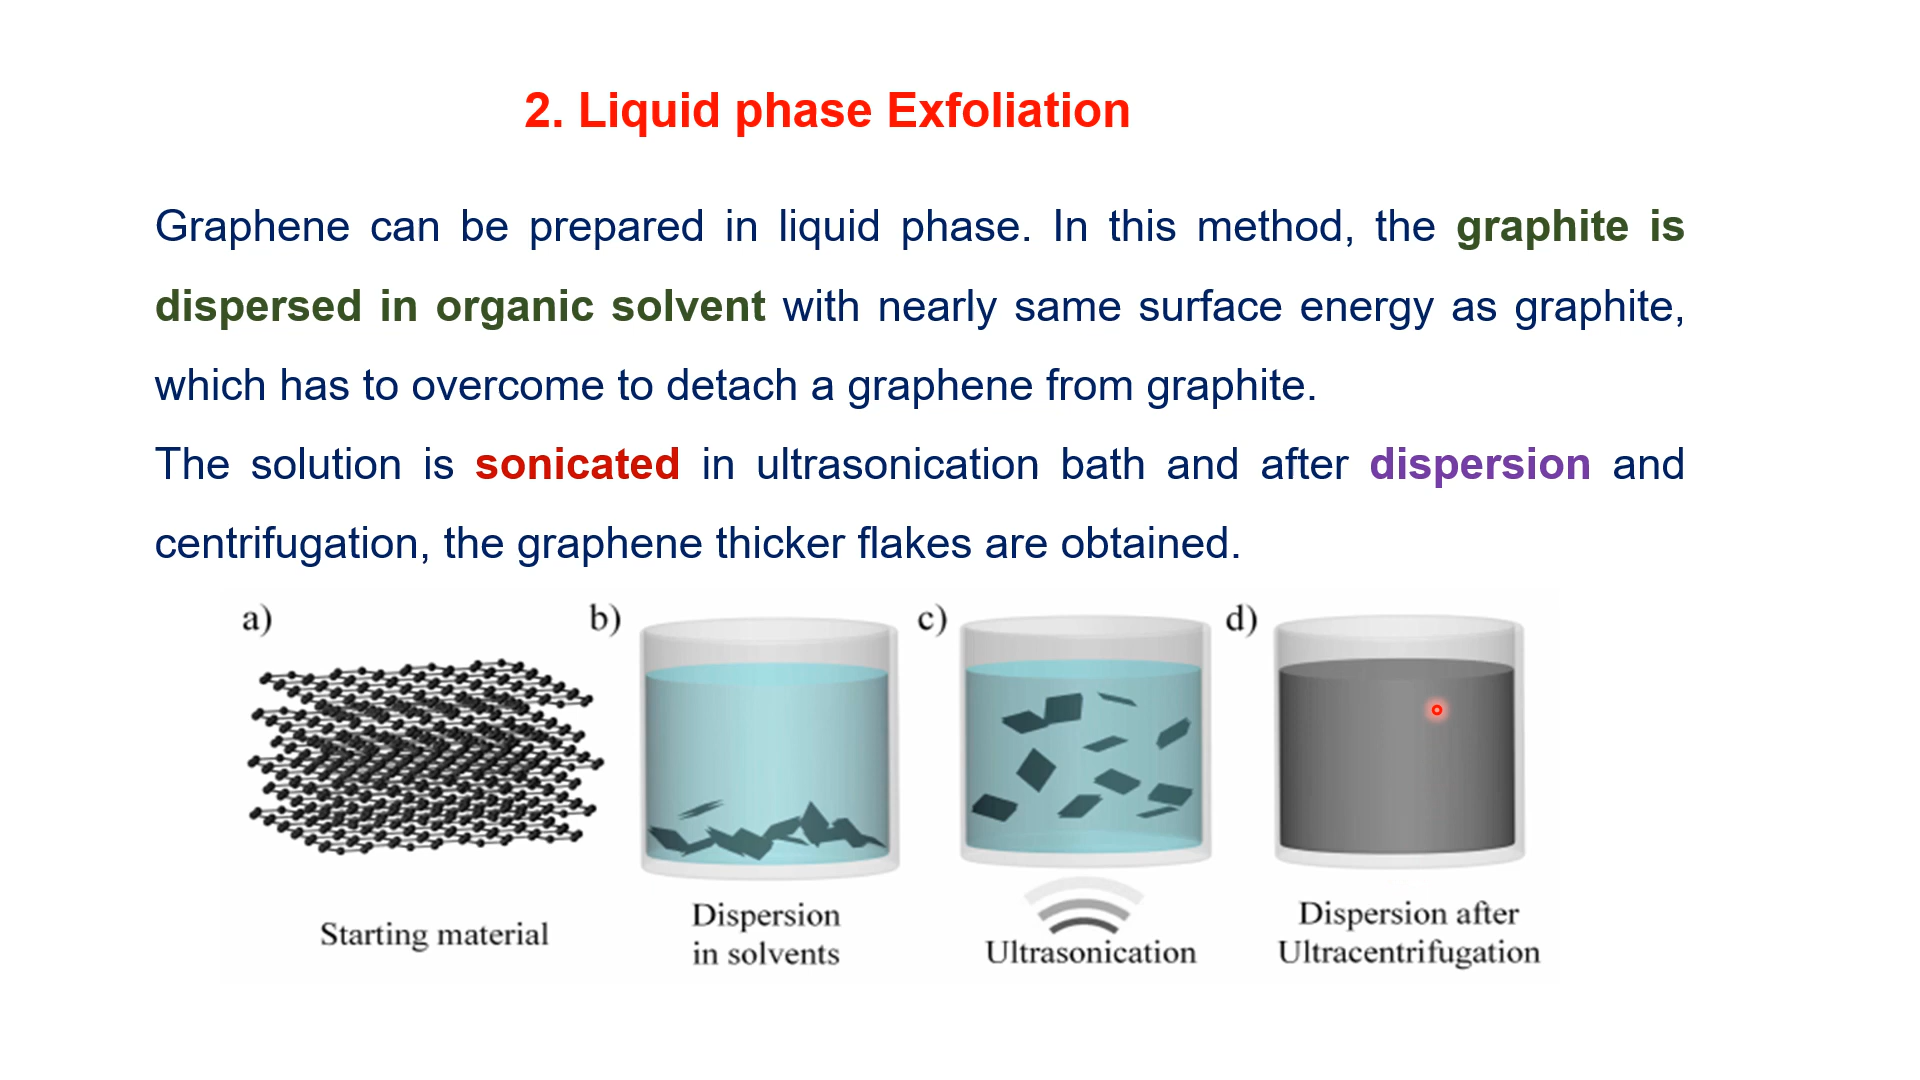 2. Liquid phase Exfoliation
Graphene can be prepared in liquid phase. In this method, the graphite is
dispersed in organic solvent with nearly same surface energy as graphite,
which has to overcome to detach a graphene from graphite.
The solution is sonicated in ultrasonication bath and after dispersion and
centrifugation, the graphene thicker flakes are obtained.
a)
b)
c)
d)
Starting material
Dispersion
in solvents
Ultrasonication
Dispersion after
Ultracentrifugation